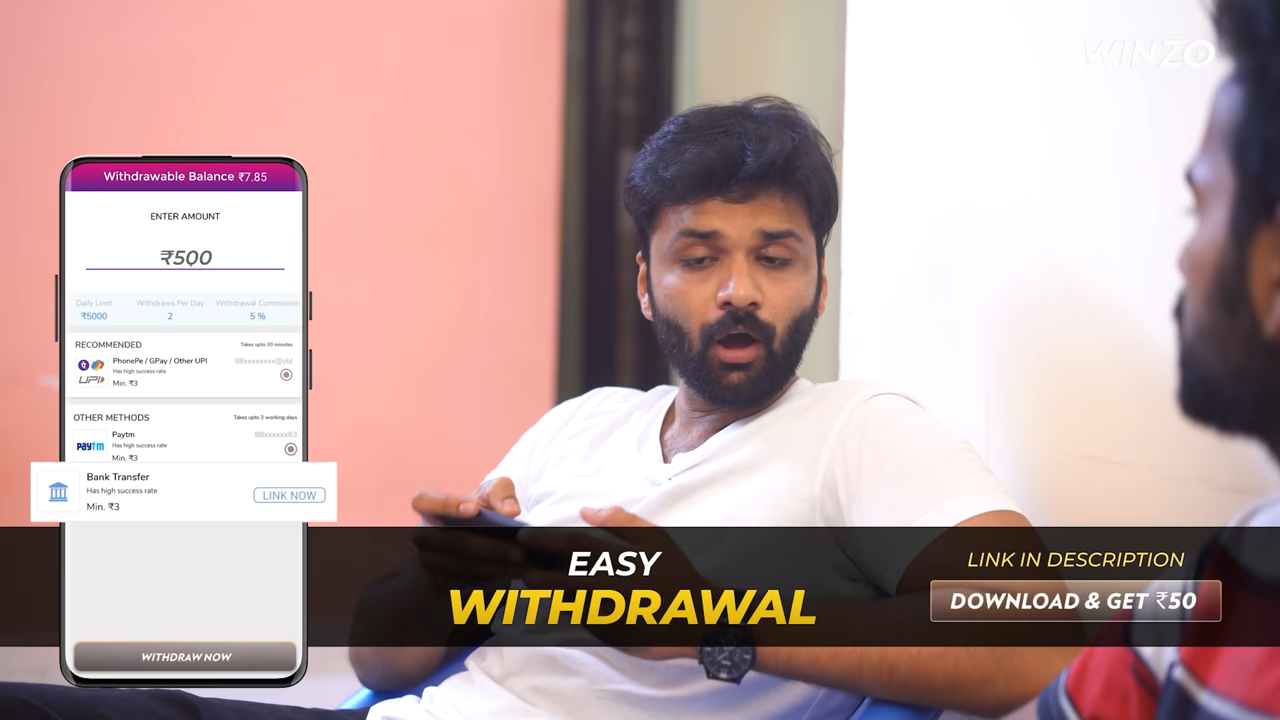 WINZO
Withdrawable Balance ₹7.85
ENTER AMOUNT
₹500
Daily Limit Withdraws Per Day Withdrawal Commission
₹5000 2 5 %
RECOMMENDED Takes upto 30 minutes
PhonePe / GPay / Other UPI 88xxxxxxxx@ybl
Has high success rate
UPI
Min. ₹3
OTHER METHODS Takes upto 3 working days
Paytm 88xxxxxx63
Has high success rate
paytm
Min. ₹3
Bank Transfer
Has high success rate
LINK NOW
Min. ₹3
WITHDRAW NOW
EASY
WITHDRAWAL
LINK IN DESCRIPTION
DOWNLOAD & GET ₹50